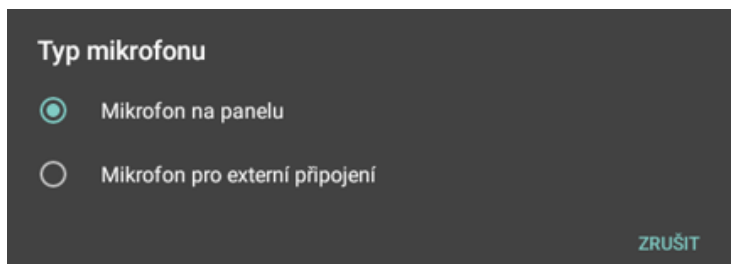 Typ mikrofonu
Mikrofon na panelu
Mikrofon pro externí připojení
ZRUŠIT